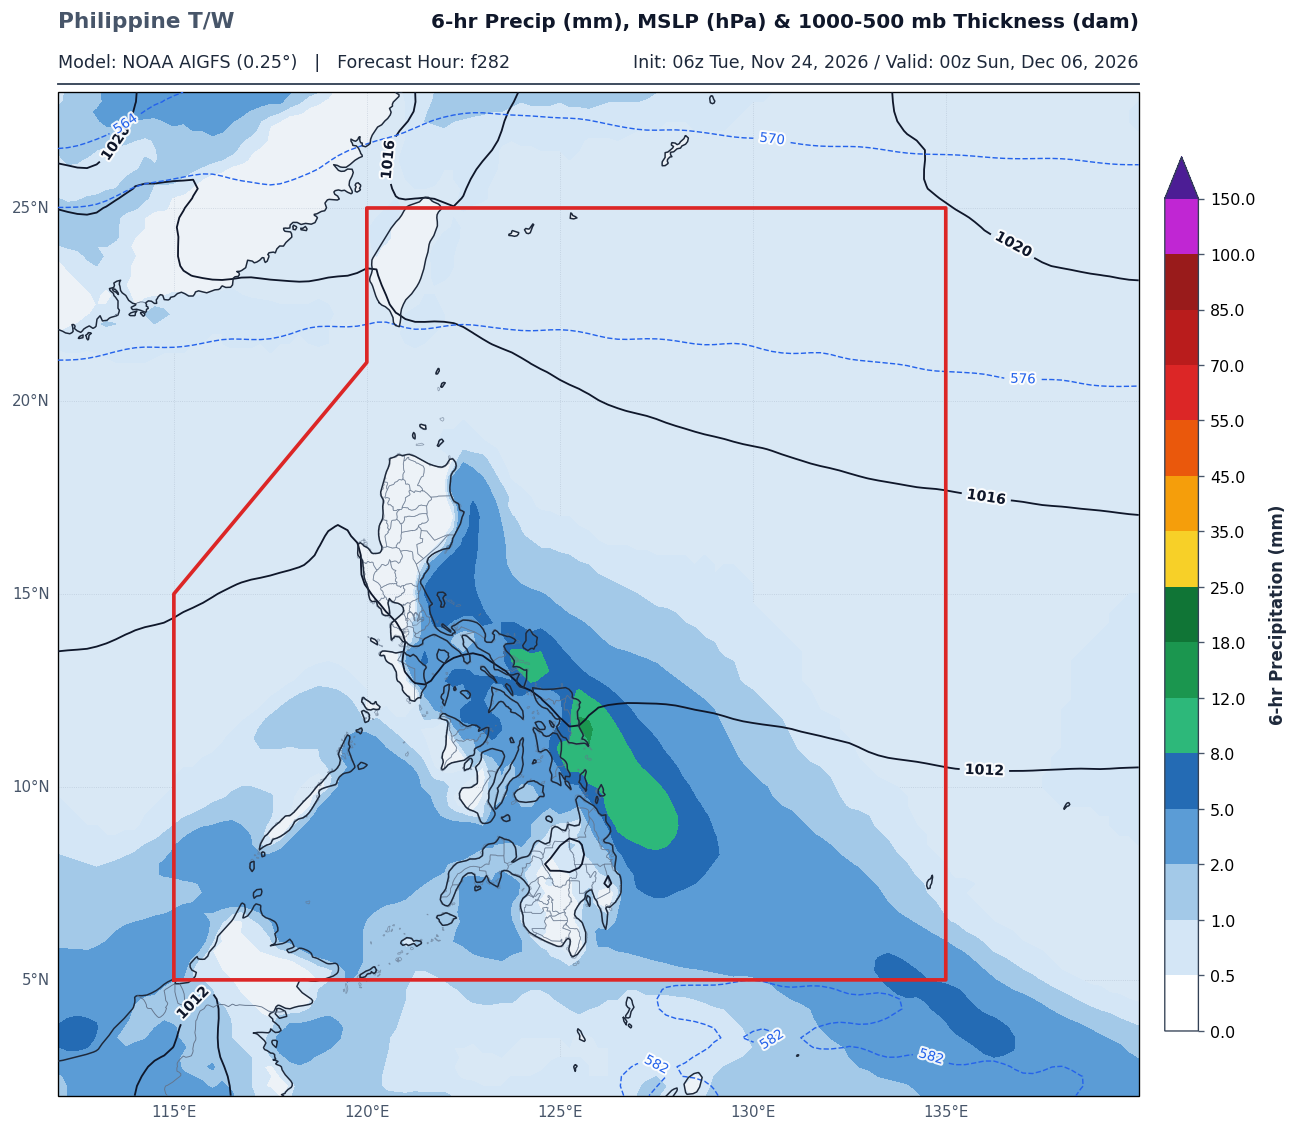 Philippine T/W
6-hr Precip (mm), MSLP (hPa) & 1000-500 mb Thickness (dam)
Model: NOAA AIGFS (0.25°) | Forecast Hour: f282
Init: 06z Tue, Nov 24, 2026 / Valid: 00z Sun, Dec 06, 2026
564
1020
1016
570
1020
576
1016
1012
1012
582
582
582
25°N
20°N
15°N
10°N
5°N
115°E
120°E
125°E
130°E
135°E
150.0
100.0
85.0
70.0
55.0
45.0
35.0
25.0
18.0
12.0
8.0
5.0
2.0
1.0
0.5
0.0
6-hr Precipitation (mm)